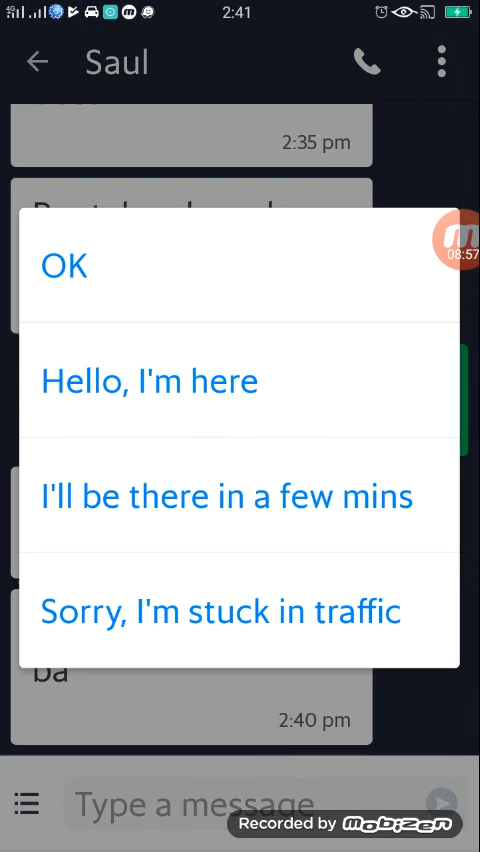 4G
2:41
Saul
2:35 pm
OK
08:57
Hello, I'm here
I'll be there in a few mins
Sorry, I'm stuck in traffic
ba
2:40 pm
Type a message
Recorded by mobizen